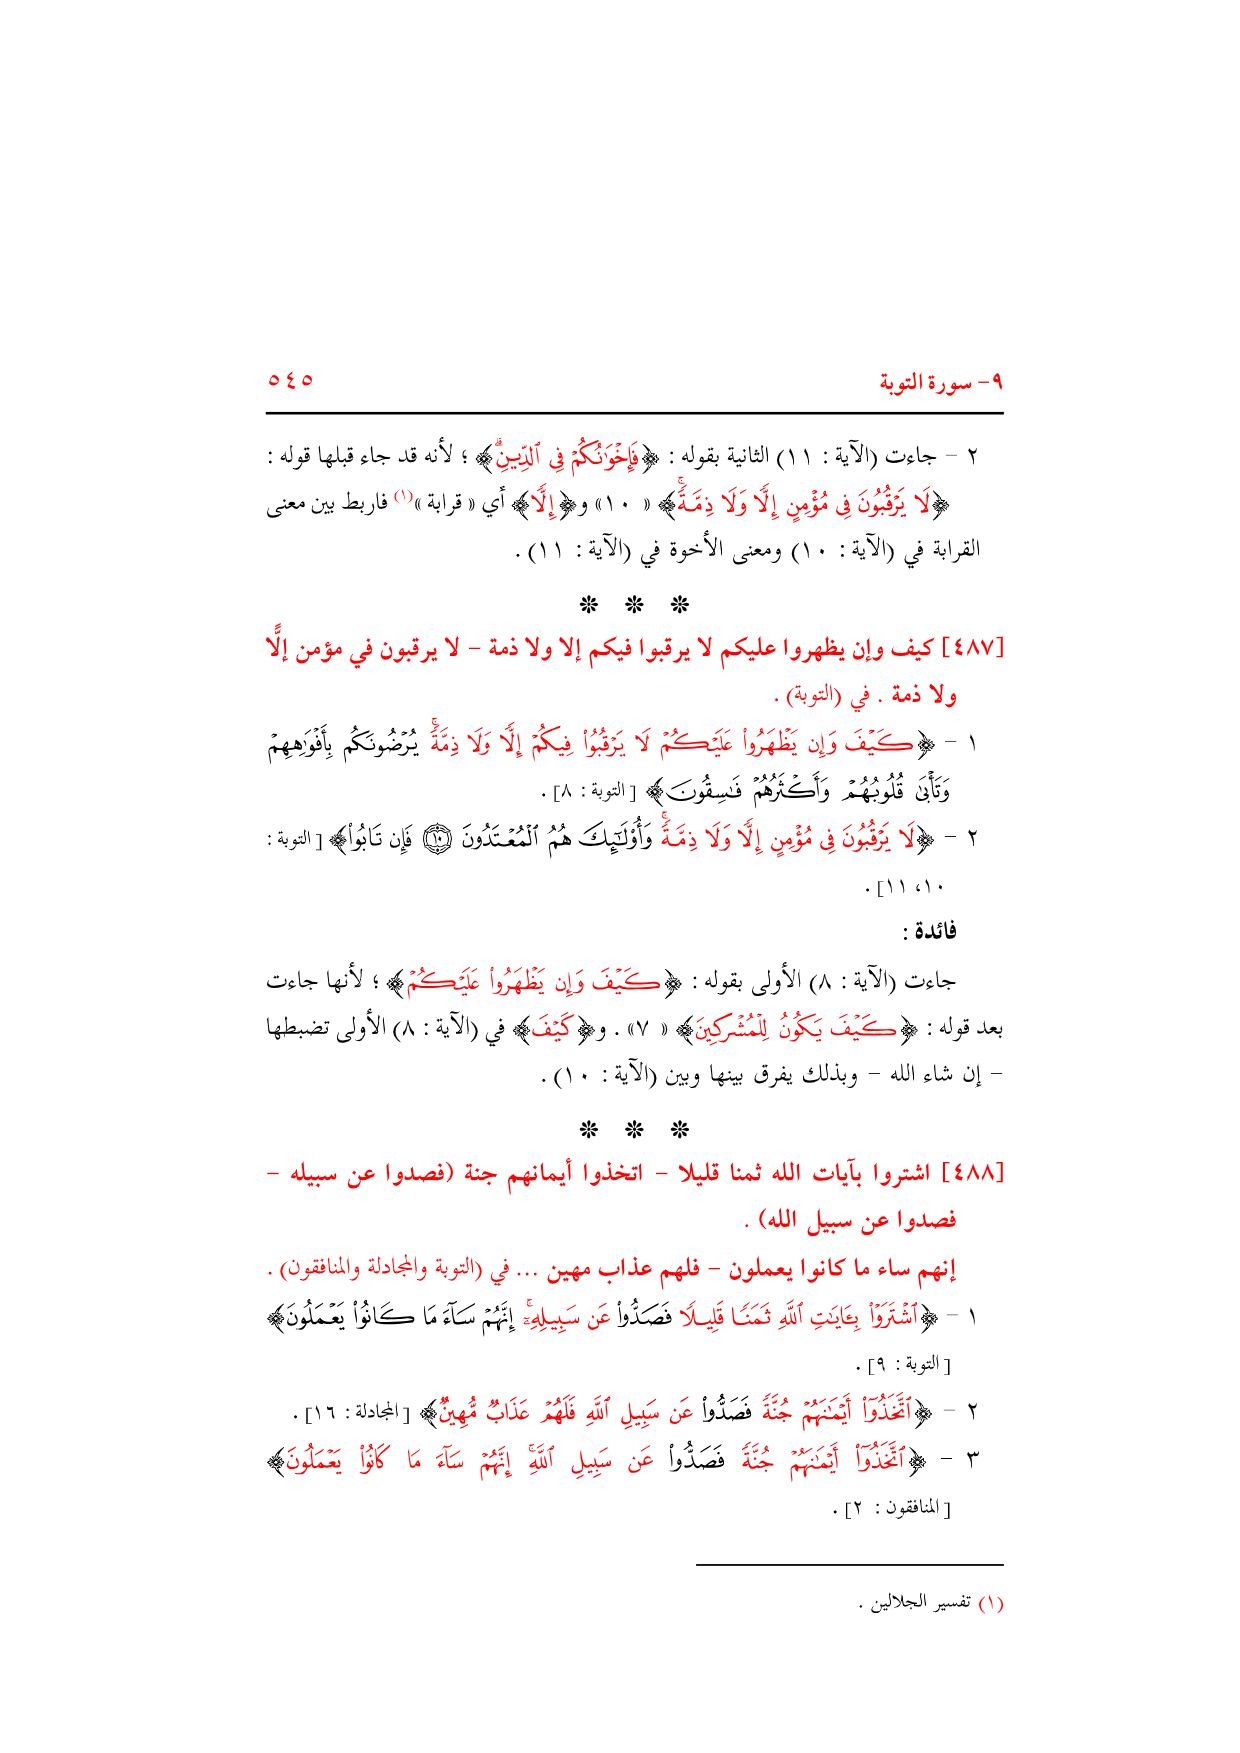 ٩- سورة التوبة
٥٤٥
٢ - جاءت (الآية : ١١) الثانية بقوله : ﴿فَإِخْوَٰنُكُمْ فِى ٱلدِّينِۗ﴾ ؛ لأنه قد جاء قبلها قوله :
﴿لَا يَرْقُبُونَ فِى مُؤْمِنٍ إِلًّا وَلَا ذِمَّةًۚ﴾ « ١٠» و﴿إِلًّا﴾ أي « قرابة »(١) فاربط بين معنى
القرابة في (الآية : ١٠) ومعنى الأخوة في (الآية : ١١) .
❊ ❊ ❊
[٤٨٧] كيف وإن يظهروا عليكم لا يرقبوا فيكم إلا ولا ذمة - لا يرقبون في مؤمن إلًّا
ولا ذمة . في (التوبة) .
١ - ﴿كَيْفَ وَإِن يَظْهَرُوا۟ عَلَيْكُمْ لَا يَرْقُبُوا۟ فِيكُمْ إِلًّا وَلَا ذِمَّةًۚ يُرْضُونَكُم بِأَفْوَٰهِهِمْ
وَتَأْبَىٰ قُلُوبُهُمْ وَأَكْثَرُهُمْ فَـٰسِقُونَ﴾ [ التوبة : ٨] .
٢ - ﴿لَا يَرْقُبُونَ فِى مُؤْمِنٍ إِلًّا وَلَا ذِمَّةًۚ وَأُو۟لَـٰٓئِكَ هُمُ ٱلْمُعْتَدُونَ ۝١٠ فَإِن تَابُوا۟﴾ [ التوبة :
١٠، ١١] .
فائدة :
جاءت (الآية : ٨) الأولى بقوله : ﴿كَيْفَ وَإِن يَظْهَرُوا۟ عَلَيْكُمْ﴾ ؛ لأنها جاءت
بعد قوله : ﴿كَيْفَ يَكُونُ لِلْمُشْرِكِينَ﴾ « ٧» . و﴿كَيْفَ﴾ في (الآية : ٨) الأولى تضبطها
- إن شاء الله - وبذلك يفرق بينها وبين (الآية : ١٠) .
❊ ❊ ❊
[٤٨٨] اشتروا بآيات الله ثمنا قليلا - اتخذوا أيمانهم جنة (فصدوا عن سبيله -
فصدوا عن سبيل الله) .
إنهم ساء ما كانوا يعملون - فلهم عذاب مهين ... في (التوبة والمجادلة والمنافقون) .
١ - ﴿ٱشْتَرَوْا۟ بِـَٔايَـٰتِ ٱللَّهِ ثَمَنًا قَلِيلًا فَصَدُّوا۟ عَن سَبِيلِهِۦٓۚ إِنَّهُمْ سَآءَ مَا كَانُوا۟ يَعْمَلُونَ﴾
[ التوبة : ٩] .
٢ - ﴿ٱتَّخَذُوٓا۟ أَيْمَـٰنَهُمْ جُنَّةً فَصَدُّوا۟ عَن سَبِيلِ ٱللَّهِ فَلَهُمْ عَذَابٌ مُّهِينٌ﴾ [ المجادلة : ١٦] .
٣ - ﴿ٱتَّخَذُوٓا۟ أَيْمَـٰنَهُمْ جُنَّةً فَصَدُّوا۟ عَن سَبِيلِ ٱللَّهِۚ إِنَّهُمْ سَآءَ مَا كَانُوا۟ يَعْمَلُونَ﴾
[ المنافقون : ٢] .
(١) تفسير الجلالين .